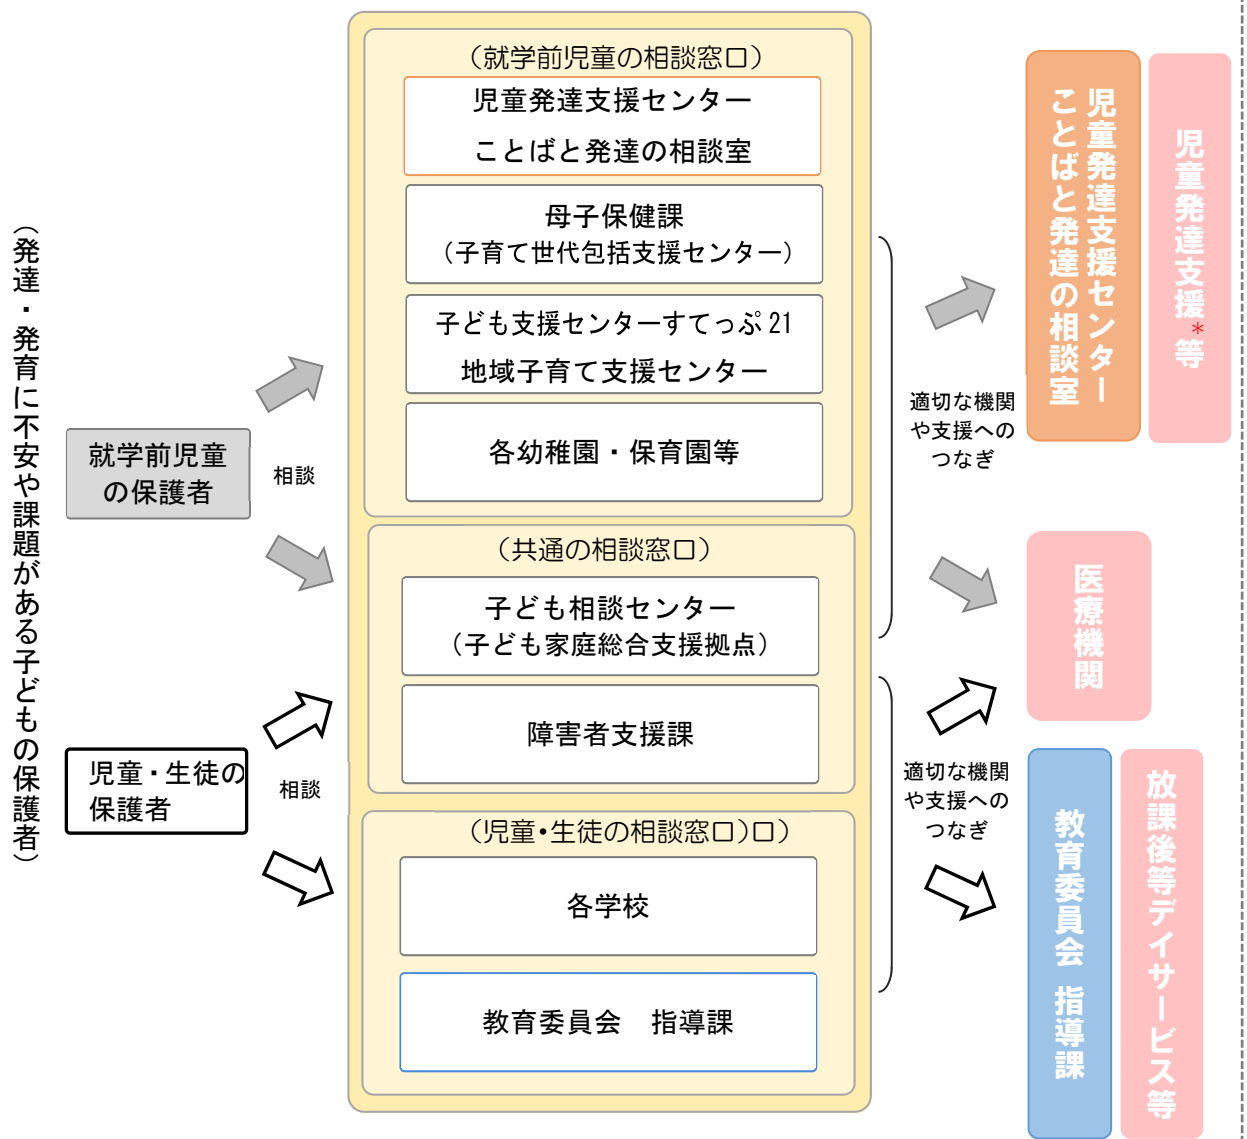 （発達・発育に不安や課題がある子どもの保護者）
就学前児童
の保護者
相談
児童・生徒の
保護者
相談
（就学前児童の相談窓口）
児童発達支援センター
ことばと発達の相談室
母子保健課
（子育て世代包括支援センター）
子ども支援センターすてっぷ21
地域子育て支援センター
各幼稚園・保育園等
（共通の相談窓口）
子ども相談センター
（子ども家庭総合支援拠点）
障害者支援課
（児童・生徒の相談窓口）口）
各学校
教育委員会　指導課
適切な機関
や支援への
つなぎ
適切な機関
や支援への
つなぎ
児童発達支援センター
ことばと発達の相談室
児童発達支援*等
医療機関
教育委員会 指導課
放課後等デイサービス等